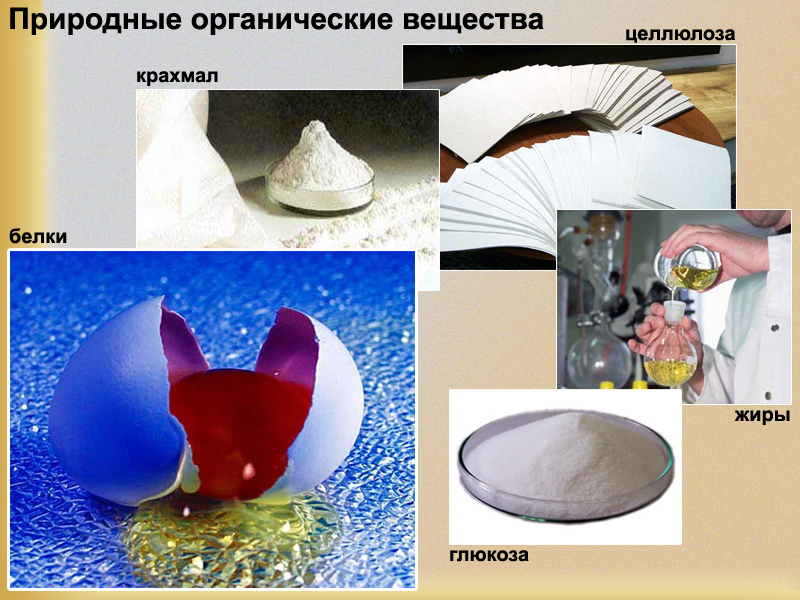 Природные органические вещества
целлюлоза
крахмал
белки
жиры
глюкоза